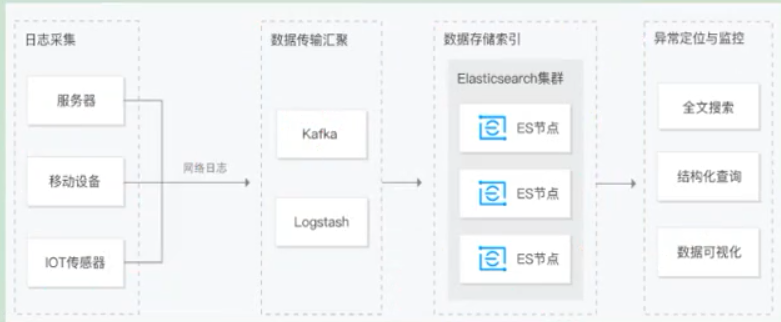 日志采集
服务器
移动设备
IOT传感器
网络日志
数据传输汇聚
Kafka
Logstash
数据存储索引
Elasticsearch集群
ES节点
ES节点
ES节点
异常定位与监控
全文搜索
结构化查询
数据可视化